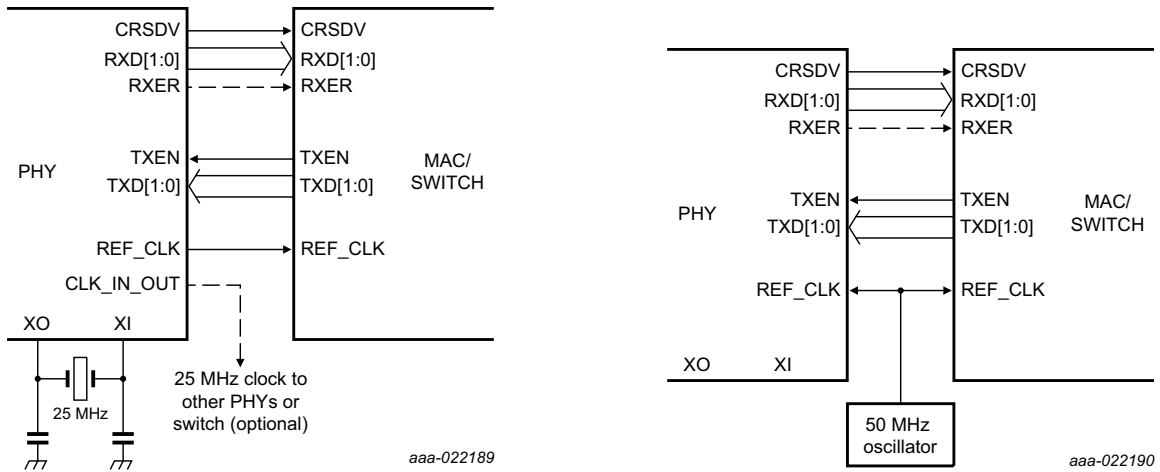 CRSDV CRSDV
RXD[1:0] RXD[1:0]
RXER RXER
PHY
TXEN TXEN
TXD[1:0] TXD[1:0]
MAC/
SWITCH
REF_CLK REF_CLK
CLK_IN_OUT
XO XI
25 MHz
25 MHz clock to
other PHYs or
switch (optional)
aaa-022189
CRSDV CRSDV
RXD[1:0] RXD[1:0]
RXER RXER
PHY
TXEN TXEN
TXD[1:0] TXD[1:0]
MAC/
SWITCH
REF_CLK REF_CLK
XO XI
50 MHz
oscillator
aaa-022190